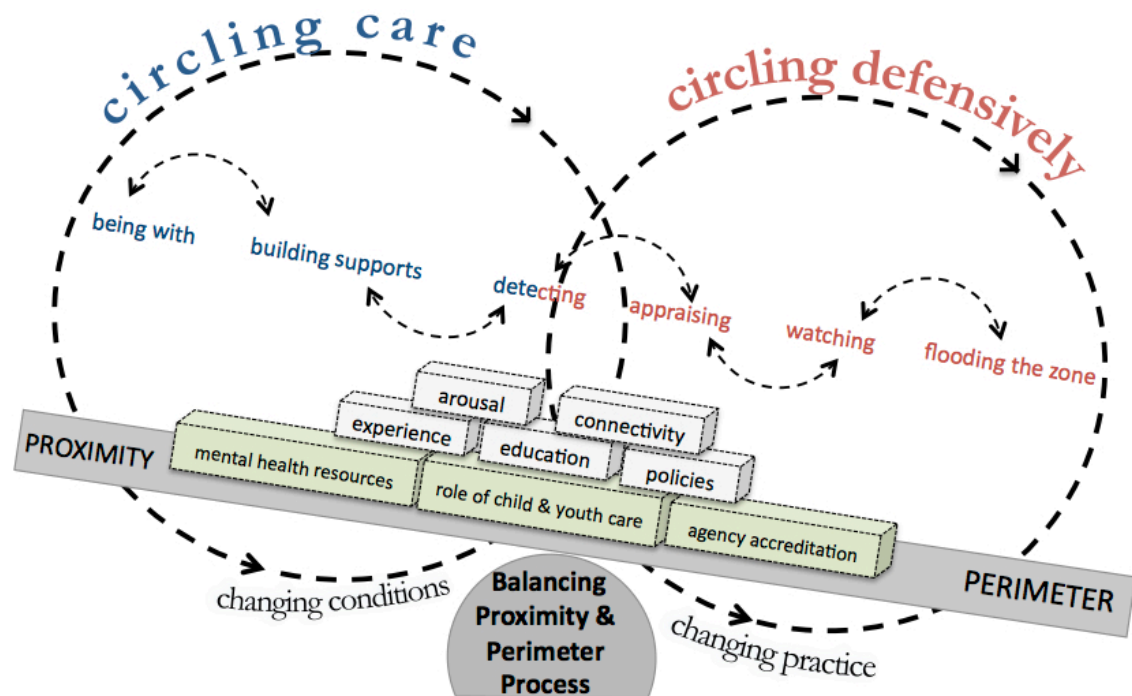 circling care
circling defensively
being with
building supports
detecting
appraising
watching
flooding the zone
arousal
connectivity
experience
education
policies
PROXIMITY
mental health resources
role of child & youth care
agency accreditation
PERIMETER
changing conditions
changing practice
Balancing
Proximity &
Perimeter
Process